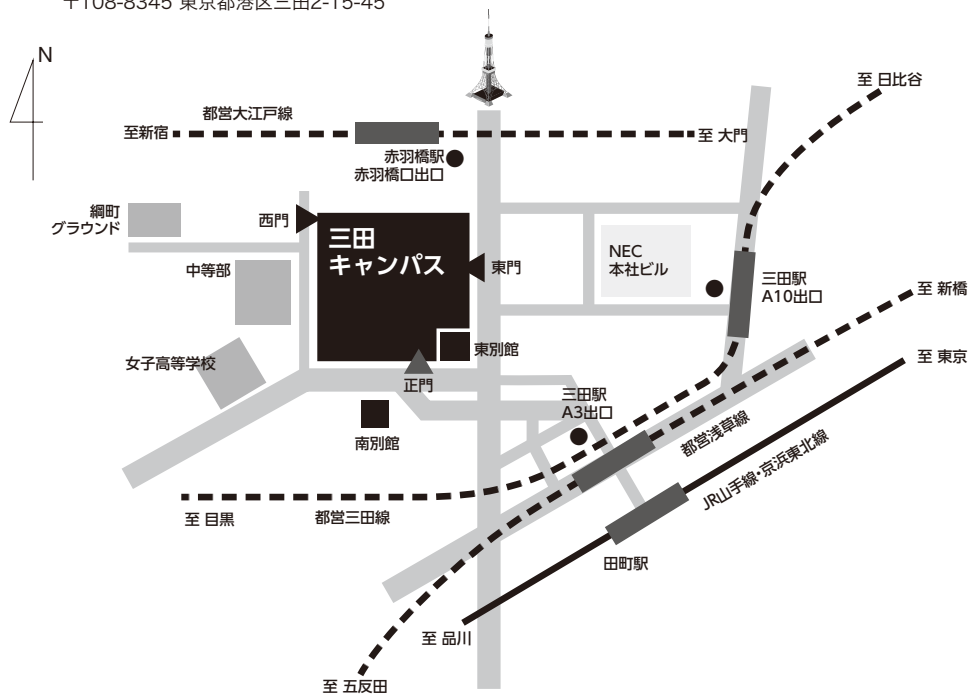 〒108-8345 東京都港区三田2-15-45
N
至 日比谷
都営大江戸線
至新宿
至 大門
赤羽橋駅
赤羽橋口出口
綱町
グラウンド
西門
三田
キャンパス
東門
NEC
本社ビル
中等部
三田駅
A10出口
至 新橋
女子高等学校
東別館
至 東京
正門
三田駅
A3出口
南別館
都営浅草線
JR山手線・京浜東北線
至 目黒
都営三田線
田町駅
至 品川
至 五反田